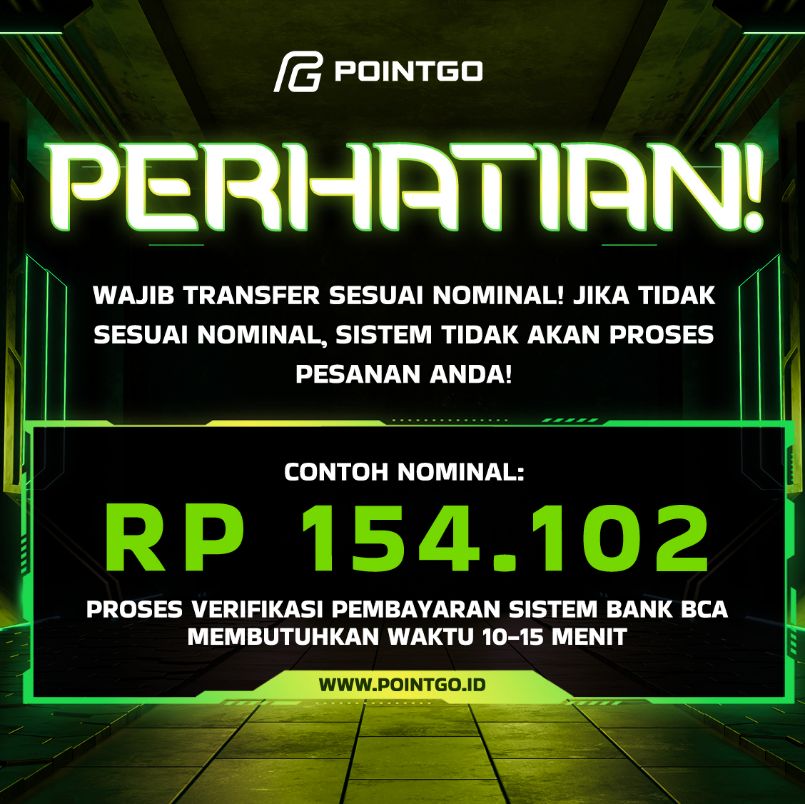 POINTGO
PERHATIAN!
WAJIB TRANSFER SESUAI NOMINAL! JIKA TIDAK
SESUAI NOMINAL, SISTEM TIDAK AKAN PROSES
PESANAN ANDA!
CONTOH NOMINAL:
RP 154.102
PROSES VERIFIKASI PEMBAYARAN SISTEM BANK BCA
MEMBUTUHKAN WAKTU 10-15 MENIT
WWW.POINTGO.ID